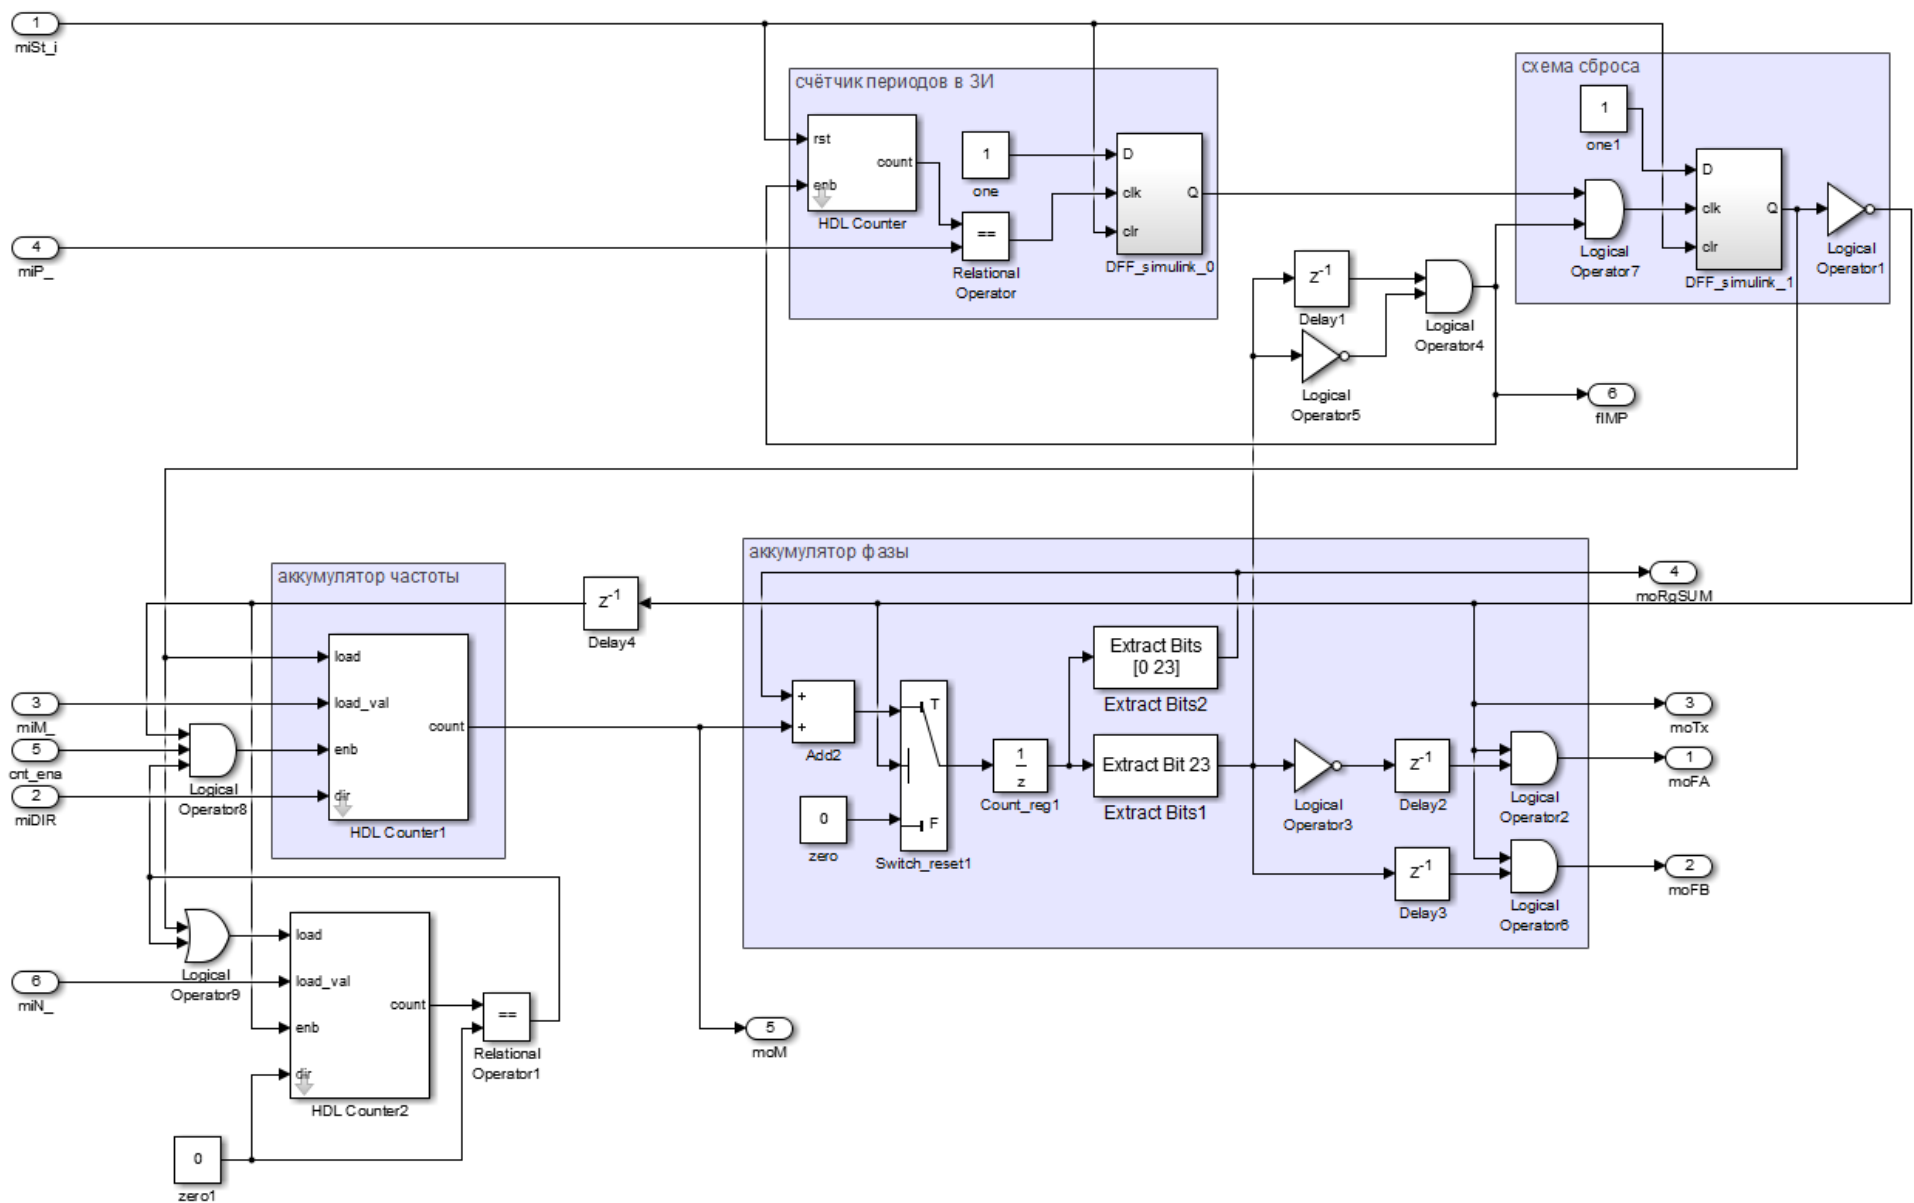 1
miSt_i
счётчик периодов в ЗИ
схема сброса
rst
count
enb
HDL Counter
1
one
D
clk
Q
clr
DFF_simulink_0
==
Relational
Operator
4
miP_
1
one1
D
clk
Q
clr
DFF_simulink_1
Logical
Operator7
Logical
Operator1
z-1
Delay1
Logical
Operator4
Logical
Operator5
6
fIMP
аккумулятор частоты
аккумулятор фазы
z-1
Delay4
4
moRgSUM
load
load_val
count
enb
dir
HDL Counter1
3
miM_
5
cnt_ena
2
miDIR
Logical
Operator8
+
+
Add2
0
zero
T
F
Switch_reset1
1
z
Count_reg1
Extract Bits
[0 23]
Extract Bits2
Extract Bit 23
Extract Bits1
Logical
Operator3
z-1
Delay2
z-1
Delay3
Logical
Operator2
Logical
Operator6
3
moTx
1
moFA
2
moFB
Logical
Operator9
6
miN_
load
load_val
count
enb
dir
HDL Counter2
==
Relational
Operator1
5
moM
0
zero1